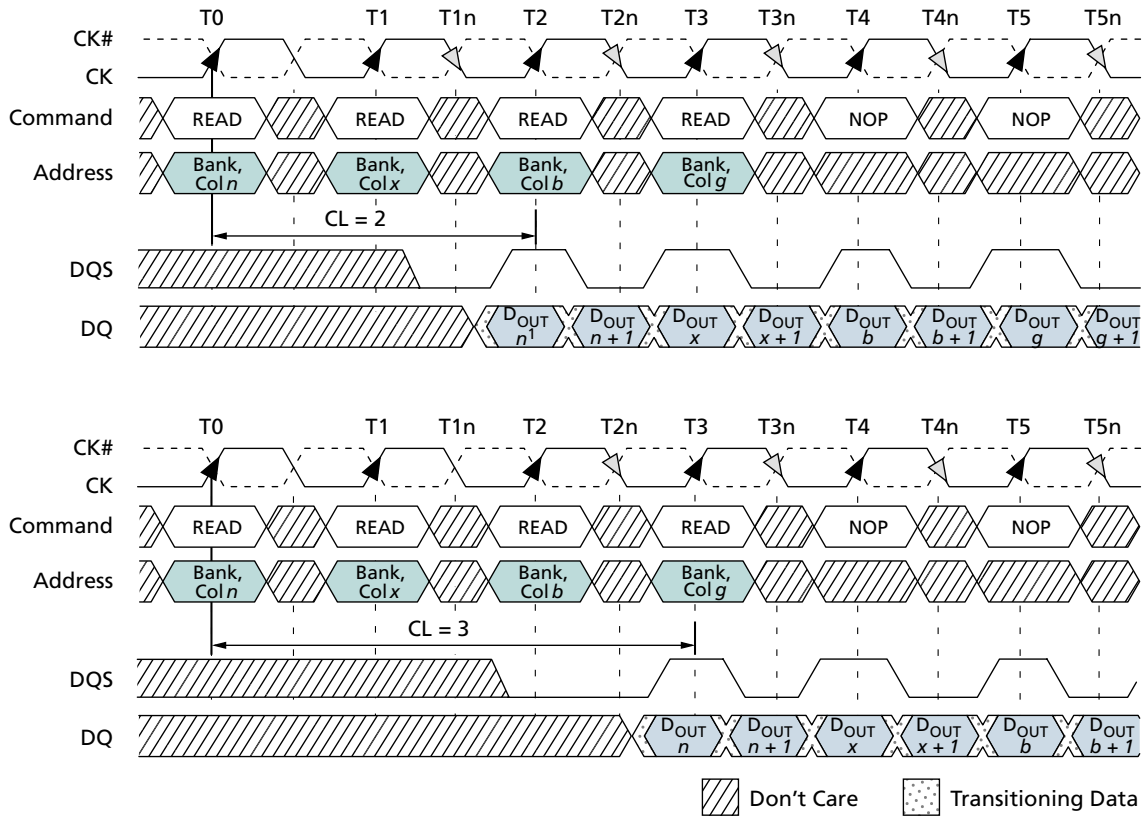 T0 T1 T1n T2 T2n T3 T3n T4 T4n T5 T5n
CK#
CK
Command READ READ READ READ NOP NOP
Address Bank, Col n Bank, Col x Bank, Col b Bank, Col g
CL = 2
DQS
DQ DOUT n1 DOUT n + 1 DOUT x DOUT x + 1 DOUT b DOUT b + 1 DOUT g DOUT g + 1
T0 T1 T1n T2 T2n T3 T3n T4 T4n T5 T5n
CK#
CK
Command READ READ READ READ NOP NOP
Address Bank, Col n Bank, Col x Bank, Col b Bank, Col g
CL = 3
DQS
DQ DOUT n DOUT n + 1 DOUT x DOUT x + 1 DOUT b DOUT b + 1
Don't Care Transitioning Data